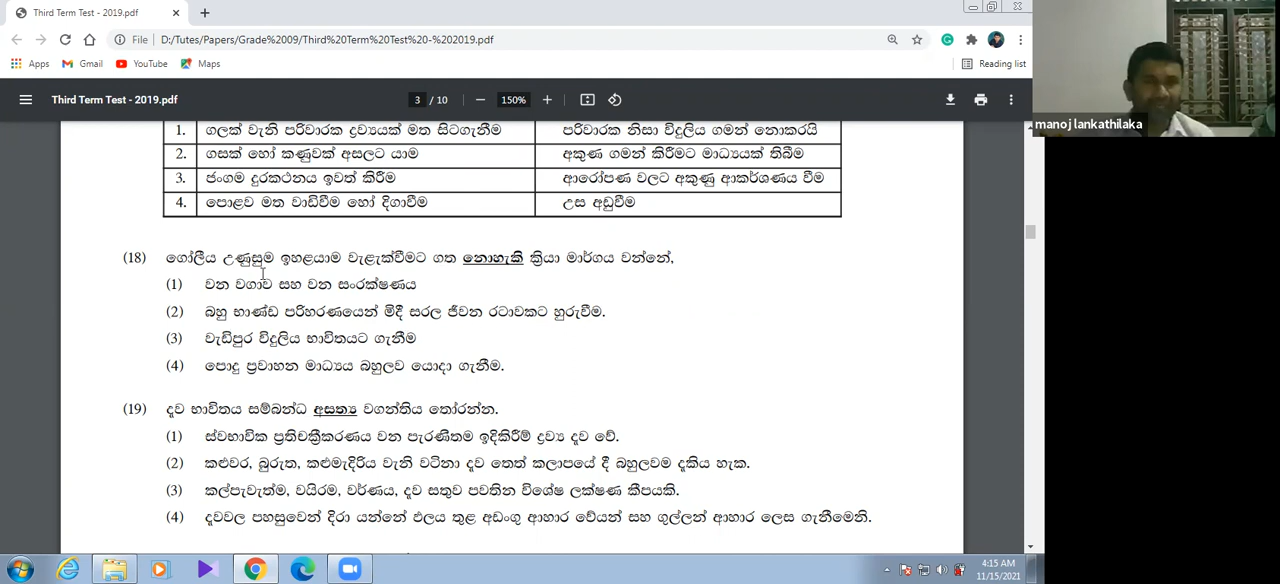 Third Term Test - 2019.pdf
File D:/Tutes/Papers/Grade%2009/Third%20Term%20Test%20-%202019.pdf
Apps Gmail YouTube Maps Reading list
Third Term Test - 2019.pdf 3 / 10 150%
manoj lankathilaka
1. ගලක් වැනි පරිවාරක ද්‍රව්‍යයක් මත සිටගැනීම පරිවාරක නිසා විදුලිය ගමන් නොකරයි
2. ගසක් හෝ කණුවක් අසලට යාම අකුණ ගමන් කිරීමට මාධ්‍යයක් තිබීම
3. ජංගම දුරකථනය ඉවත් කිරීම ආරෝපණ වලට අකුණු ආකර්ශණය වීම
4. පොළව මත වාඩිවීම හෝ දිගාවීම උස අඩුවීම
(18) ගෝලීය උණුසුම ඉහළයාම වැළැක්වීමට ගත නොහැකි ක්‍රියා මාර්ගය වන්නේ,
(1) වන වගාව සහ වන සංරක්ෂණය
(2) බහු භාණ්ඩ පරිහරණයෙන් මිදී සරල ජීවන රටාවකට හුරුවීම.
(3) වැඩිපුර විදුලිය භාවිතයට ගැනීම
(4) පොදු ප්‍රවාහන මාධ්‍යය බහුලව යොදා ගැනීම.
(19) දැව භාවිතය සම්බන්ධ අසත්‍ය වගන්තිය තෝරන්න.
(1) ස්වභාවික ප්‍රතිචක්‍රීකරණය වන පැරණිතම ඉදිකිරීම් ද්‍රව්‍ය දැව වේ.
(2) කළුවර, බුරුත, කළුමැදිරිය වැනි වටිනා දැව තෙත් කලාපයේ දී බහුලවම දැකිය හැක.
(3) කල්පැවැත්ම, වයිරම, වර්ණය, දැව සතුව පවතින විශේෂ ලක්ෂණ කීපයකි.
(4) දැවවල පහසුවෙන් දිරා යන්නේ ඵලය තුළ අඩංගු ආහාර වේයන් සහ ගුල්ලන් ආහාර ලෙස ගැනීමෙනි.
4:15 AM
11/15/2021